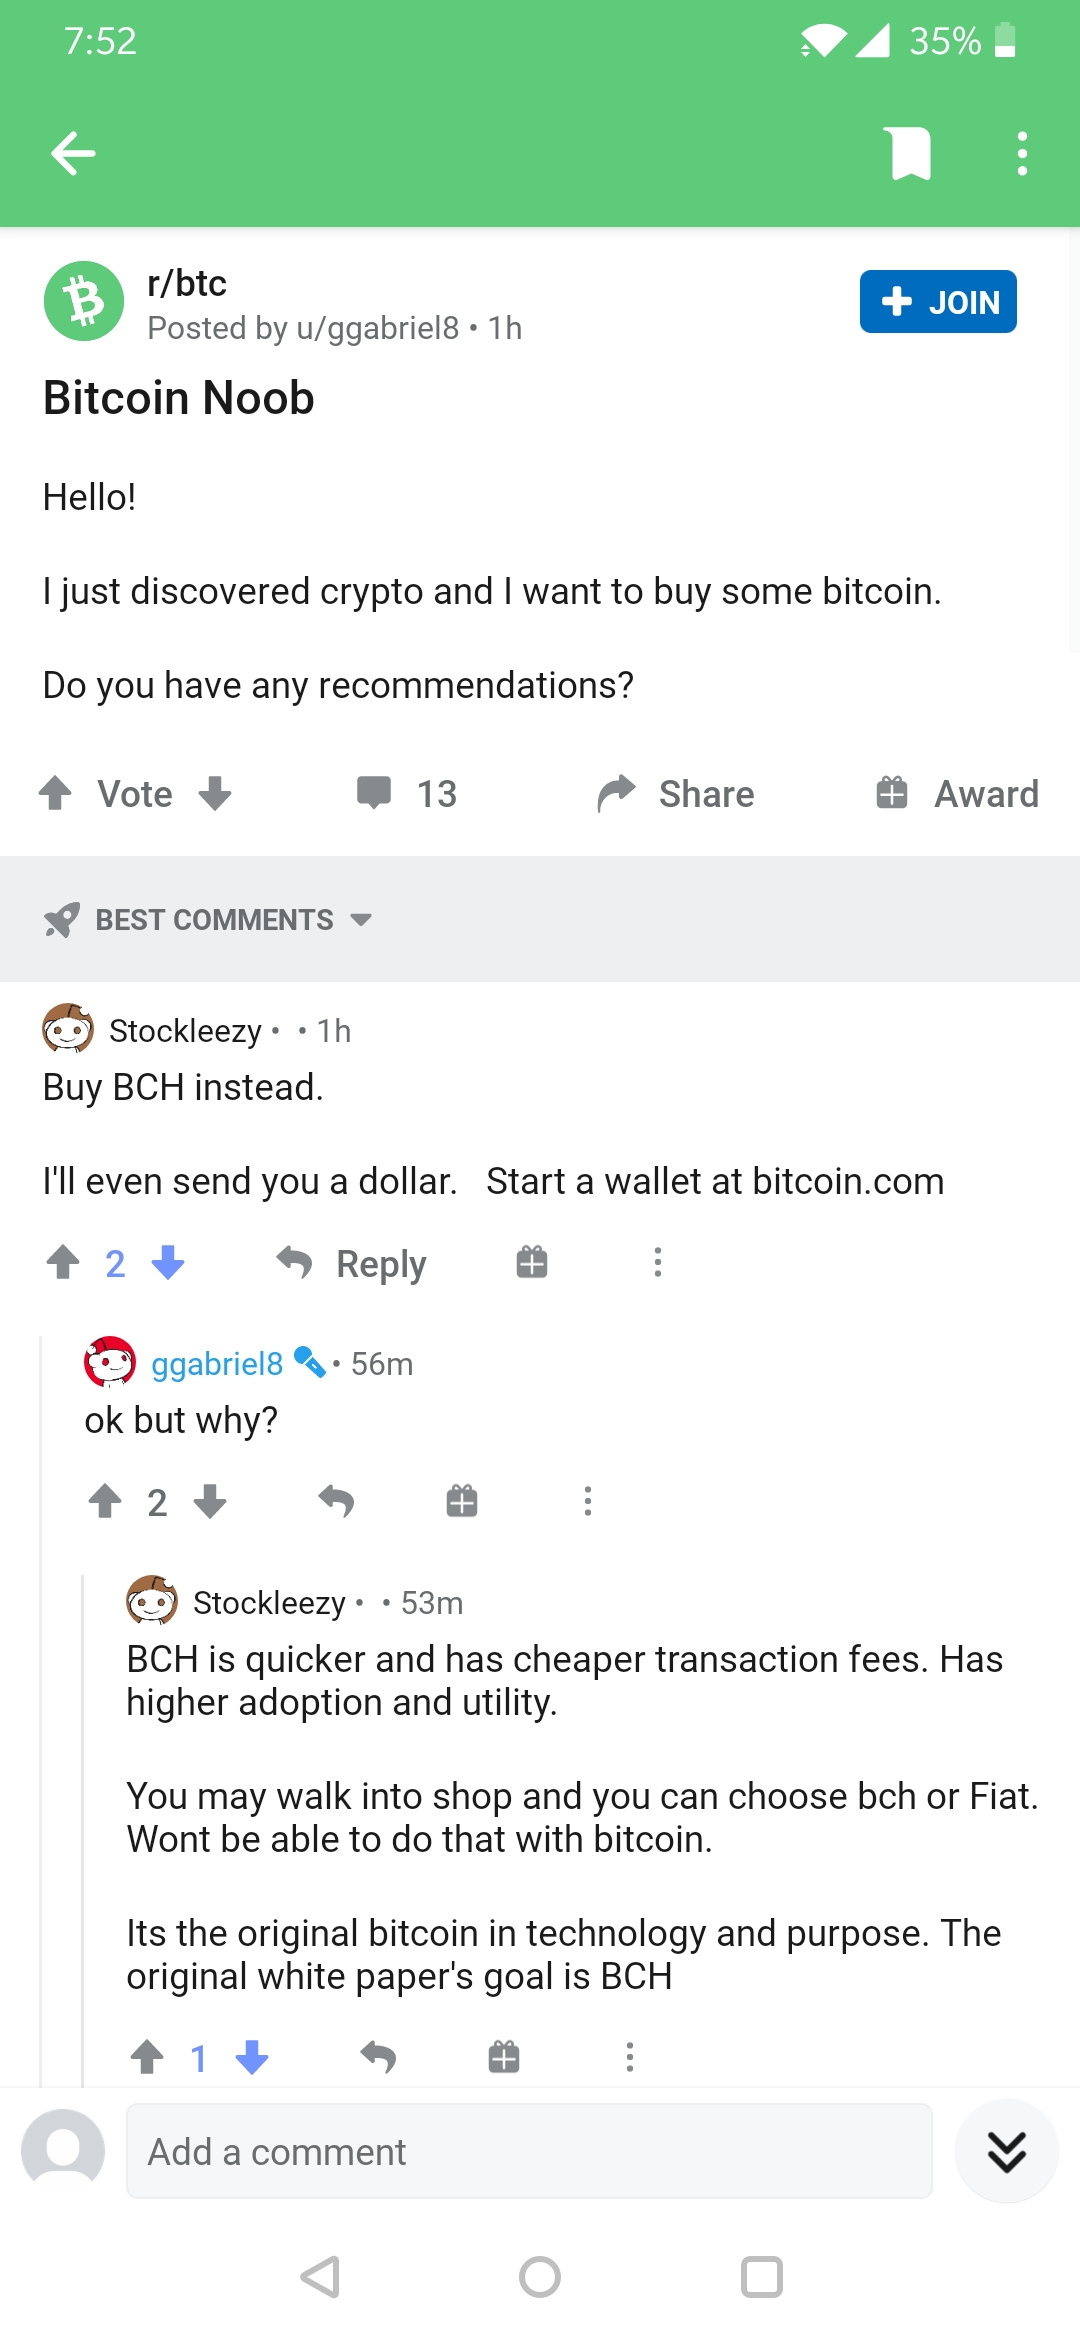 7:52
35%
r/btc
Posted by u/ggabriel8 • 1h
JOIN
Bitcoin Noob
Hello!
I just discovered crypto and I want to buy some bitcoin.
Do you have any recommendations?
Vote
13
Share
Award
BEST COMMENTS
Stockleezy • • 1h
Buy BCH instead.
I'll even send you a dollar. Start a wallet at bitcoin.com
2
Reply
ggabriel8 • 56m
ok but why?
2
Stockleezy • • 53m
BCH is quicker and has cheaper transaction fees. Has
higher adoption and utility.
You may walk into shop and you can choose bch or Fiat.
Wont be able to do that with bitcoin.
Its the original bitcoin in technology and purpose. The
original white paper's goal is BCH
1
Add a comment